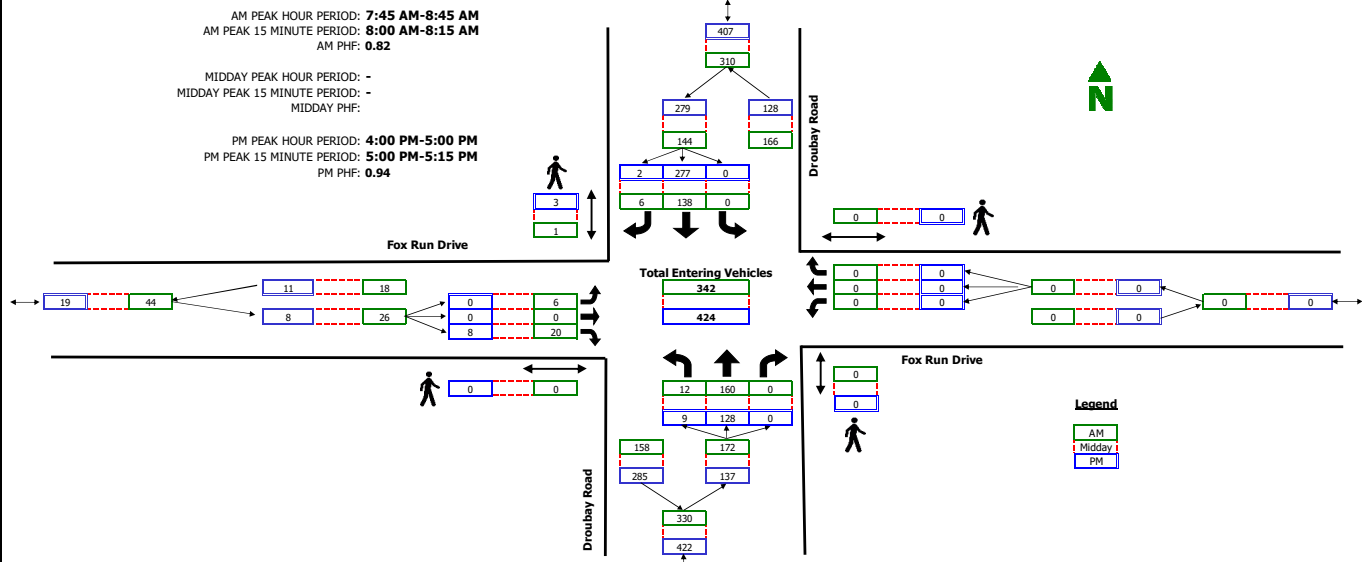 AM PEAK HOUR PERIOD: 7:45 AM-8:45 AM
AM PEAK 15 MINUTE PERIOD: 8:00 AM-8:15 AM
AM PHF: 0.82
MIDDAY PEAK HOUR PERIOD: -
MIDDAY PEAK 15 MINUTE PERIOD: -
MIDDAY PHF:
PM PEAK HOUR PERIOD: 4:00 PM-5:00 PM
PM PEAK 15 MINUTE PERIOD: 5:00 PM-5:15 PM
PM PHF: 0.94
407
310
279 128
144 166
2 277 0
6 138 0
Droubay Road
N
3
1
Fox Run Drive
0 0
Total Entering Vehicles
342
424
19 44
11 18
8 26
0 6
0 0
8 20
0 0
0 0
0 0
0 0
0 0
0 0
0 0
Fox Run Drive
0 0
0
0
12 160 0
9 128 0
158 172
285 137
330
422
Droubay Road
Legend
AM
Midday
PM